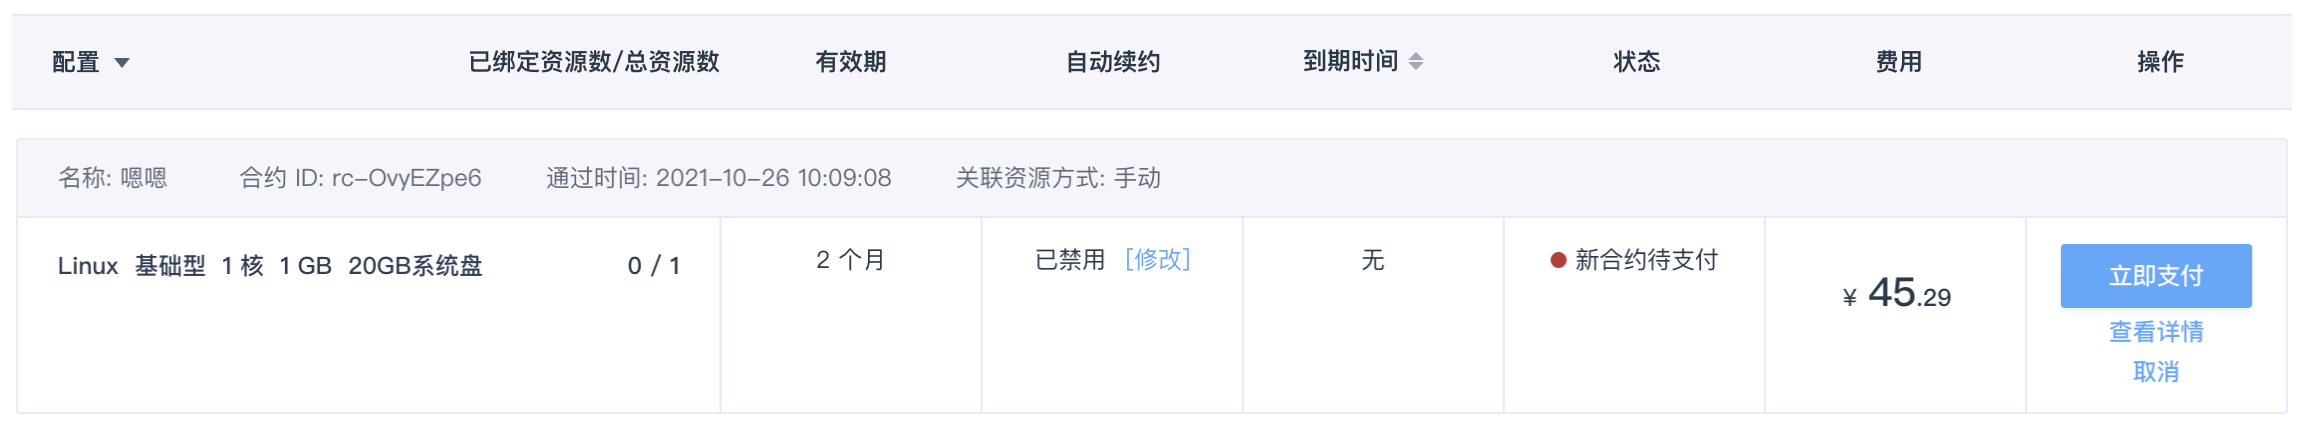 配置 已绑定资源数/总资源数 有效期 自动续约 到期时间 状态 费用 操作
名称: 嗯嗯 合约 ID: rc-OvyEZpe6 通过时间: 2021-10-26 10:09:08 关联资源方式: 手动
Linux 基础型 1 核 1 GB 20GB系统盘 0 / 1 2 个月 已禁用 [修改] 无 新合约待支付 ¥ 45.29 立即支付
查看详情
取消